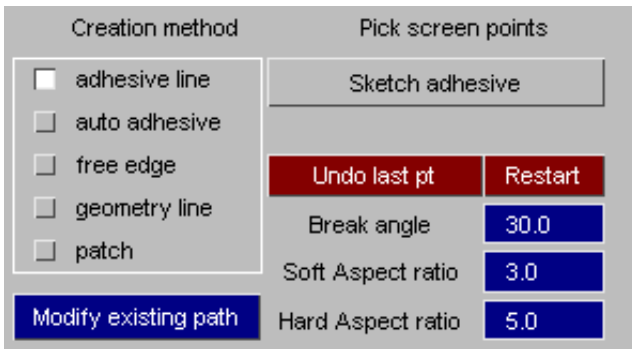 Creation method
Pick screen points
adhesive line
Sketch adhesive
auto adhesive
free edge
Undo last pt
Restart
geometry line
Break angle
30.0
patch
Soft Aspect ratio
3.0
Modify existing path
Hard Aspect ratio
5.0